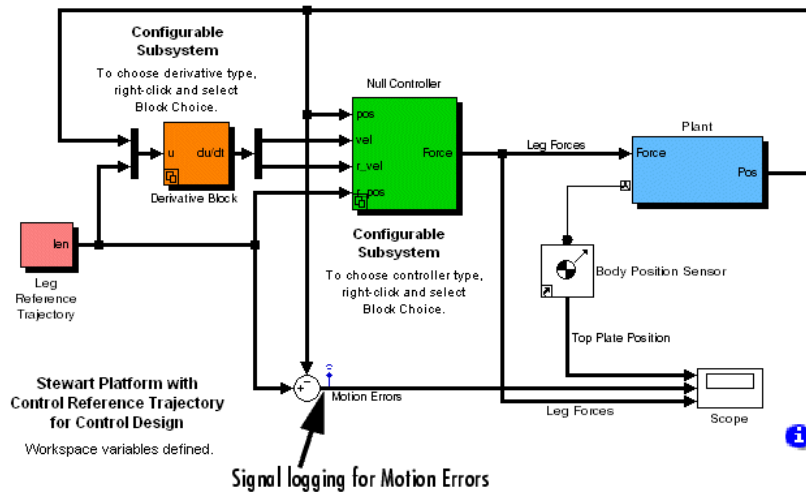 Configurable
Subsystem
To choose derivative type,
right-click and select
Block Choice.
Null Controller
pos
vel
r_vel
r_pos
Force
u
du/dt
Derivative Block
Leg Forces
Plant
Force
Pos
len
Leg
Reference
Trajectory
Configurable
Subsystem
To choose controller type,
right-click and select
Block Choice.
Body Position Sensor
Top Plate Position
Motion Errors
Leg Forces
Scope
Stewart Platform with
Control Reference Trajectory
for Control Design
Workspace variables defined.
Signal logging for Motion Errors
i